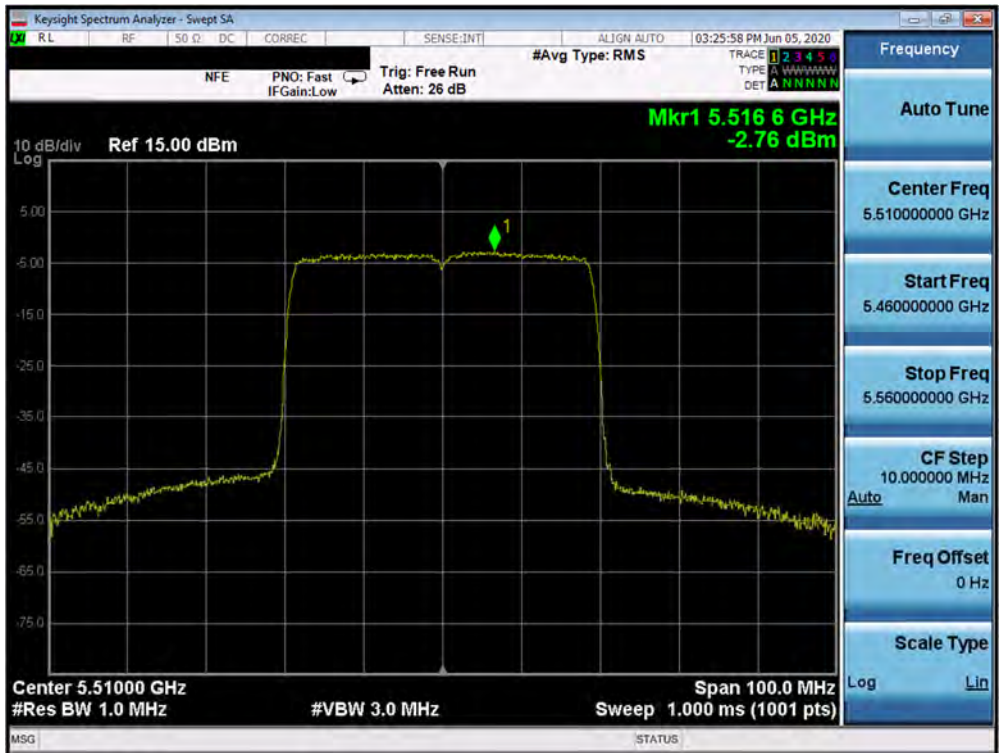 Keysight Spectrum Analyzer - Swept SA
LXI RL RF 50 Ω DC CORREC SENSE:INT ALIGN AUTO 03:25:58 PM Jun 05, 2020
Frequency
#Avg Type: RMS TRACE 1 2 3 4 5 6
NFE PNO: Fast Trig: Free Run TYPE A WWWWW
IFGain:Low Atten: 26 dB DET A N N N N N
Auto Tune
Mkr1 5.516 6 GHz
10 dB/div Ref 15.00 dBm -2.76 dBm
Log
Center Freq
5.510000000 GHz
5.00
1
-5.00
Start Freq
5.460000000 GHz
-15.0
-25.0
Stop Freq
5.560000000 GHz
-35.0
-45.0
CF Step
10.000000 MHz
Auto Man
-55.0
Freq Offset
0 Hz
-65.0
-75.0
Scale Type
Log Lin
Center 5.51000 GHz Span 100.0 MHz
#Res BW 1.0 MHz #VBW 3.0 MHz Sweep 1.000 ms (1001 pts)
MSG STATUS